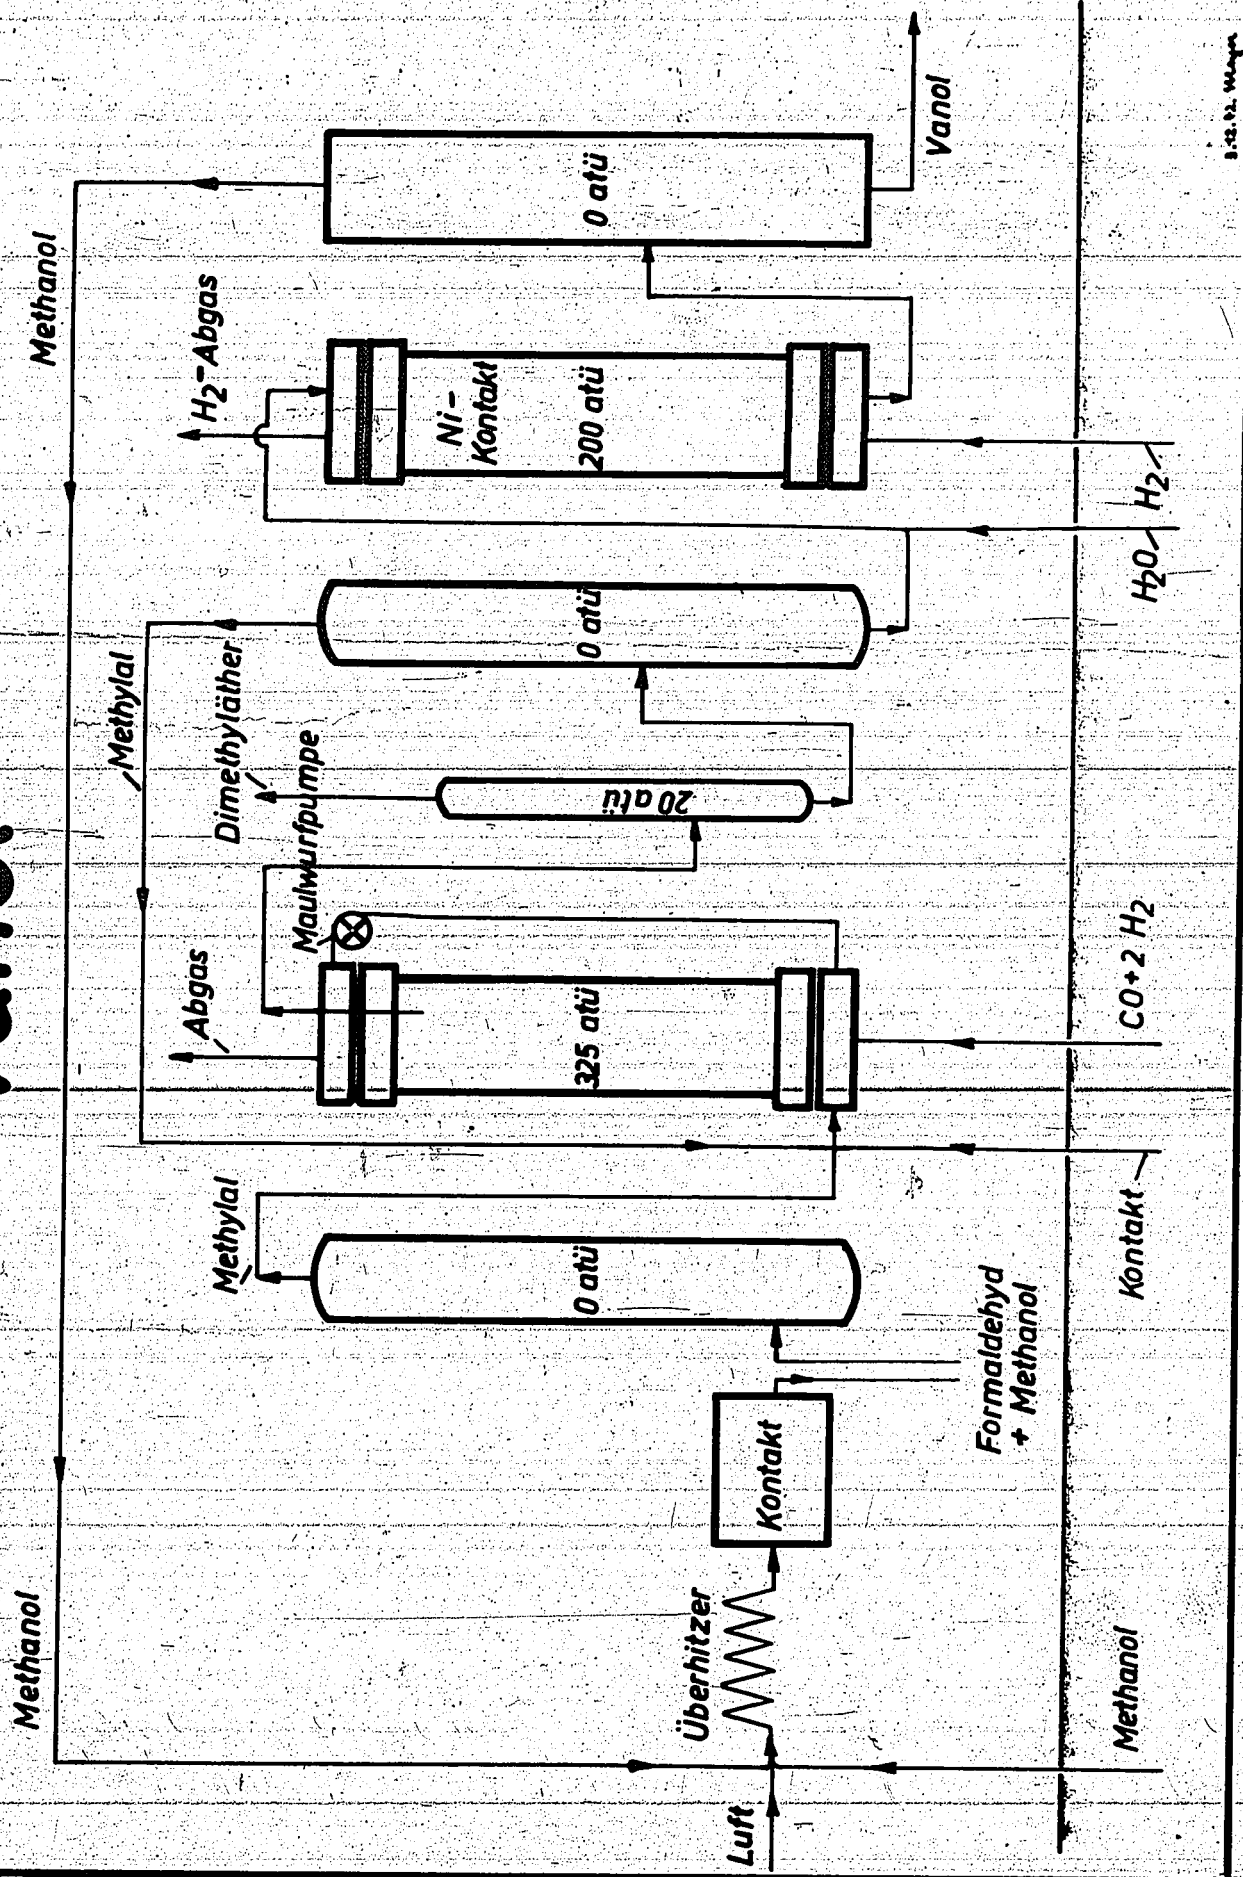 Methanol
Methanol
Methylal
Abgas
H₂-Abgas
Methylal
Dimethyläther
Maulwurfpumpe
Ni-
Kontakt
0 atü
325 atü
20 atü
0 atü
200 atü
0 atü
Überhitzer
Luft
Kontakt
Vanol
Formaldehyd
+ Methanol
Methanol
Kontakt
CO+2 H₂
H₂O
H₂